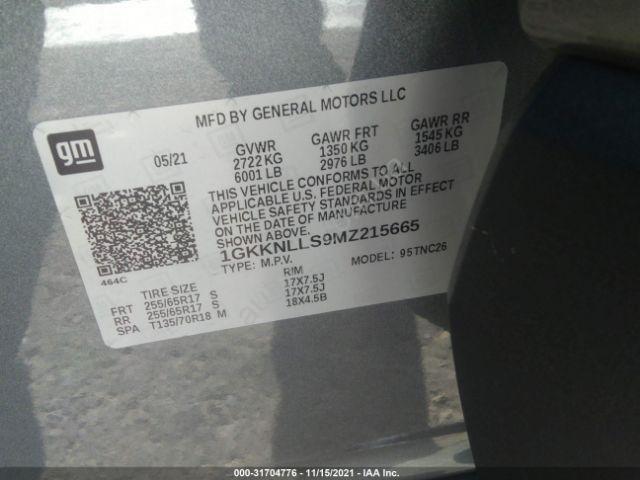 MFD BY GENERAL MOTORS LLC
gm
05/21
GVWR GAWR FRT GAWR RR
2722 KG 1350 KG 1545 KG
6001 LB 2976 LB 3406 LB
THIS VEHICLE CONFORMS TO ALL
APPLICABLE U.S. FEDERAL MOTOR
VEHICLE SAFETY STANDARDS IN EFFECT
ON THE DATE OF MANUFACTURE
SHOWN ABOVE.
1GKKNLLS9MZ215665
TYPE: M.P.V. MODEL: 95TNC26
464C
TIRE SIZE RIM
FRT 255/65R17 S 17X7.5J
RR 255/65R17 S 17X7.5J
SPA T135/70R18 M 18X4.5B
000-31704776 - 11/15/2021 - IAA Inc.